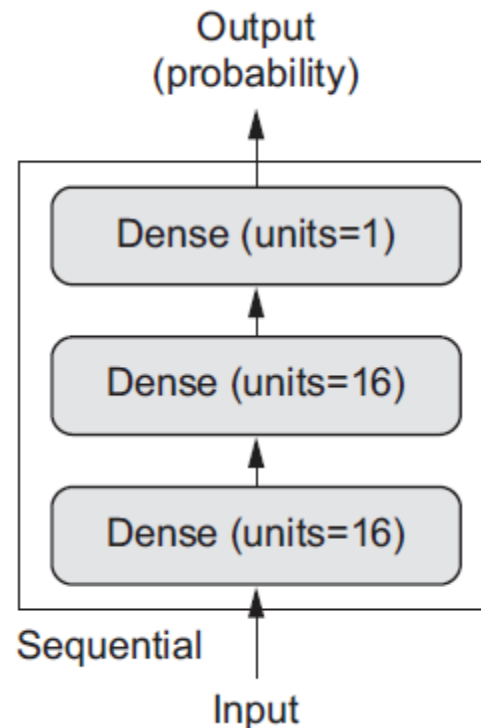 Output
(probability)
Dense (units=1)
Dense (units=16)
Dense (units=16)
Sequential
Input